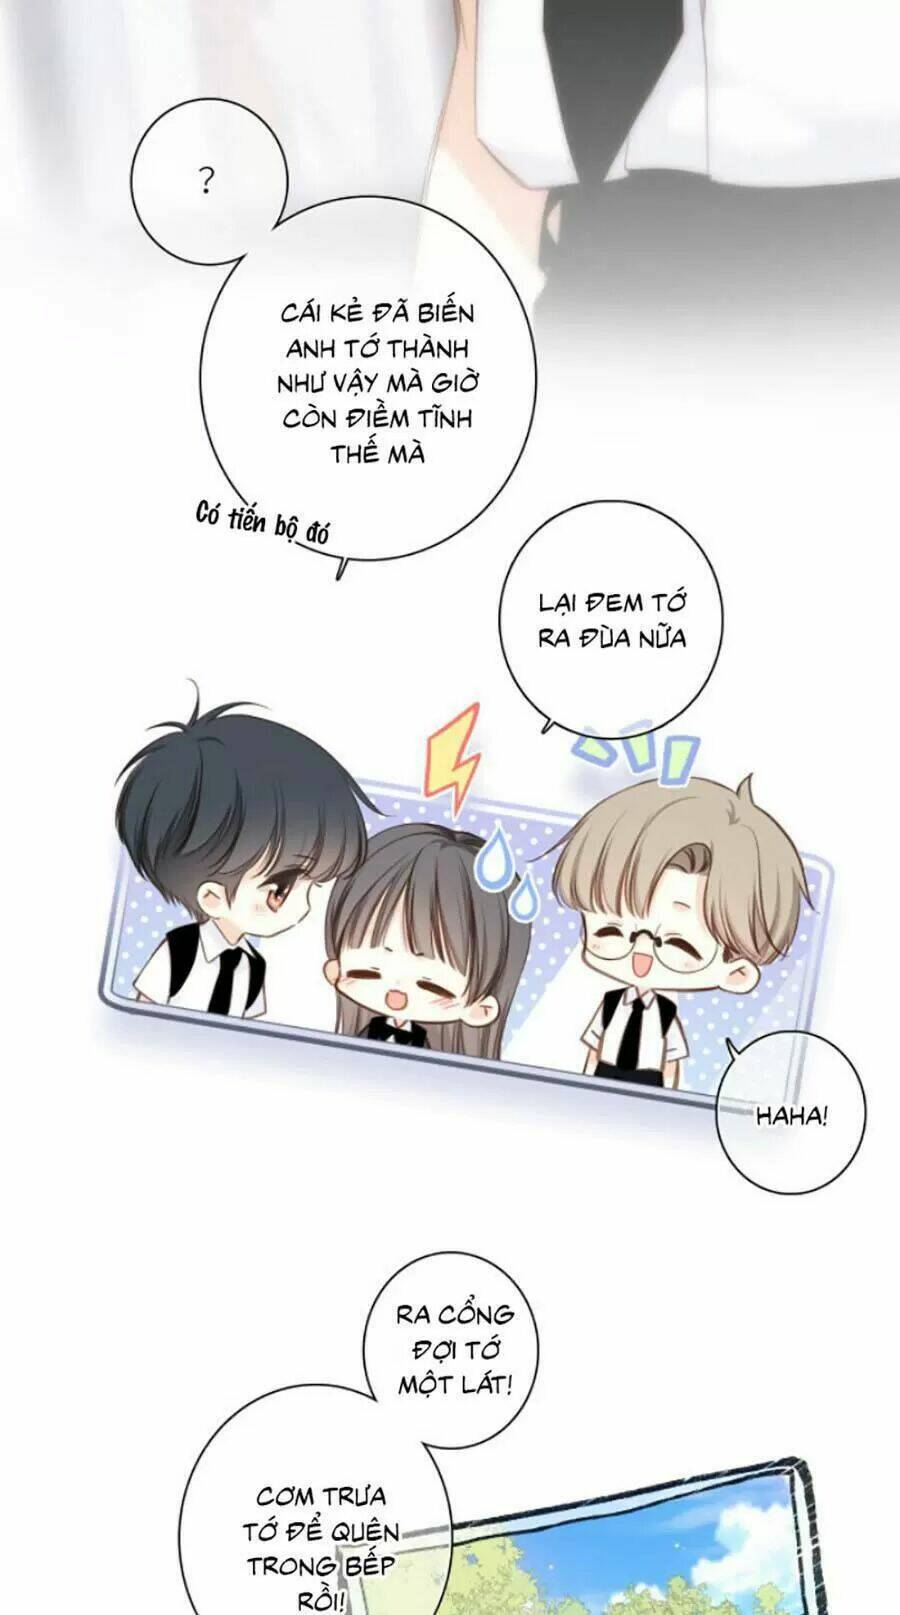 ?
CÁI KẺ ĐÃ BIẾN
ANH TỚ THÀNH
NHƯ VẬY MÀ GIỜ
CÒN ĐIỀM TĨNH
THẾ MÀ
Có tiến bộ đó
LẠI ĐEM TỚ
RA ĐÙA NỮA
HAHA!
RA CỔNG
ĐỢI TỚ
MỘT LÁT!
CƠM TRƯA
TỚ ĐỂ QUÊN
TRONG BẾP
RỒI!